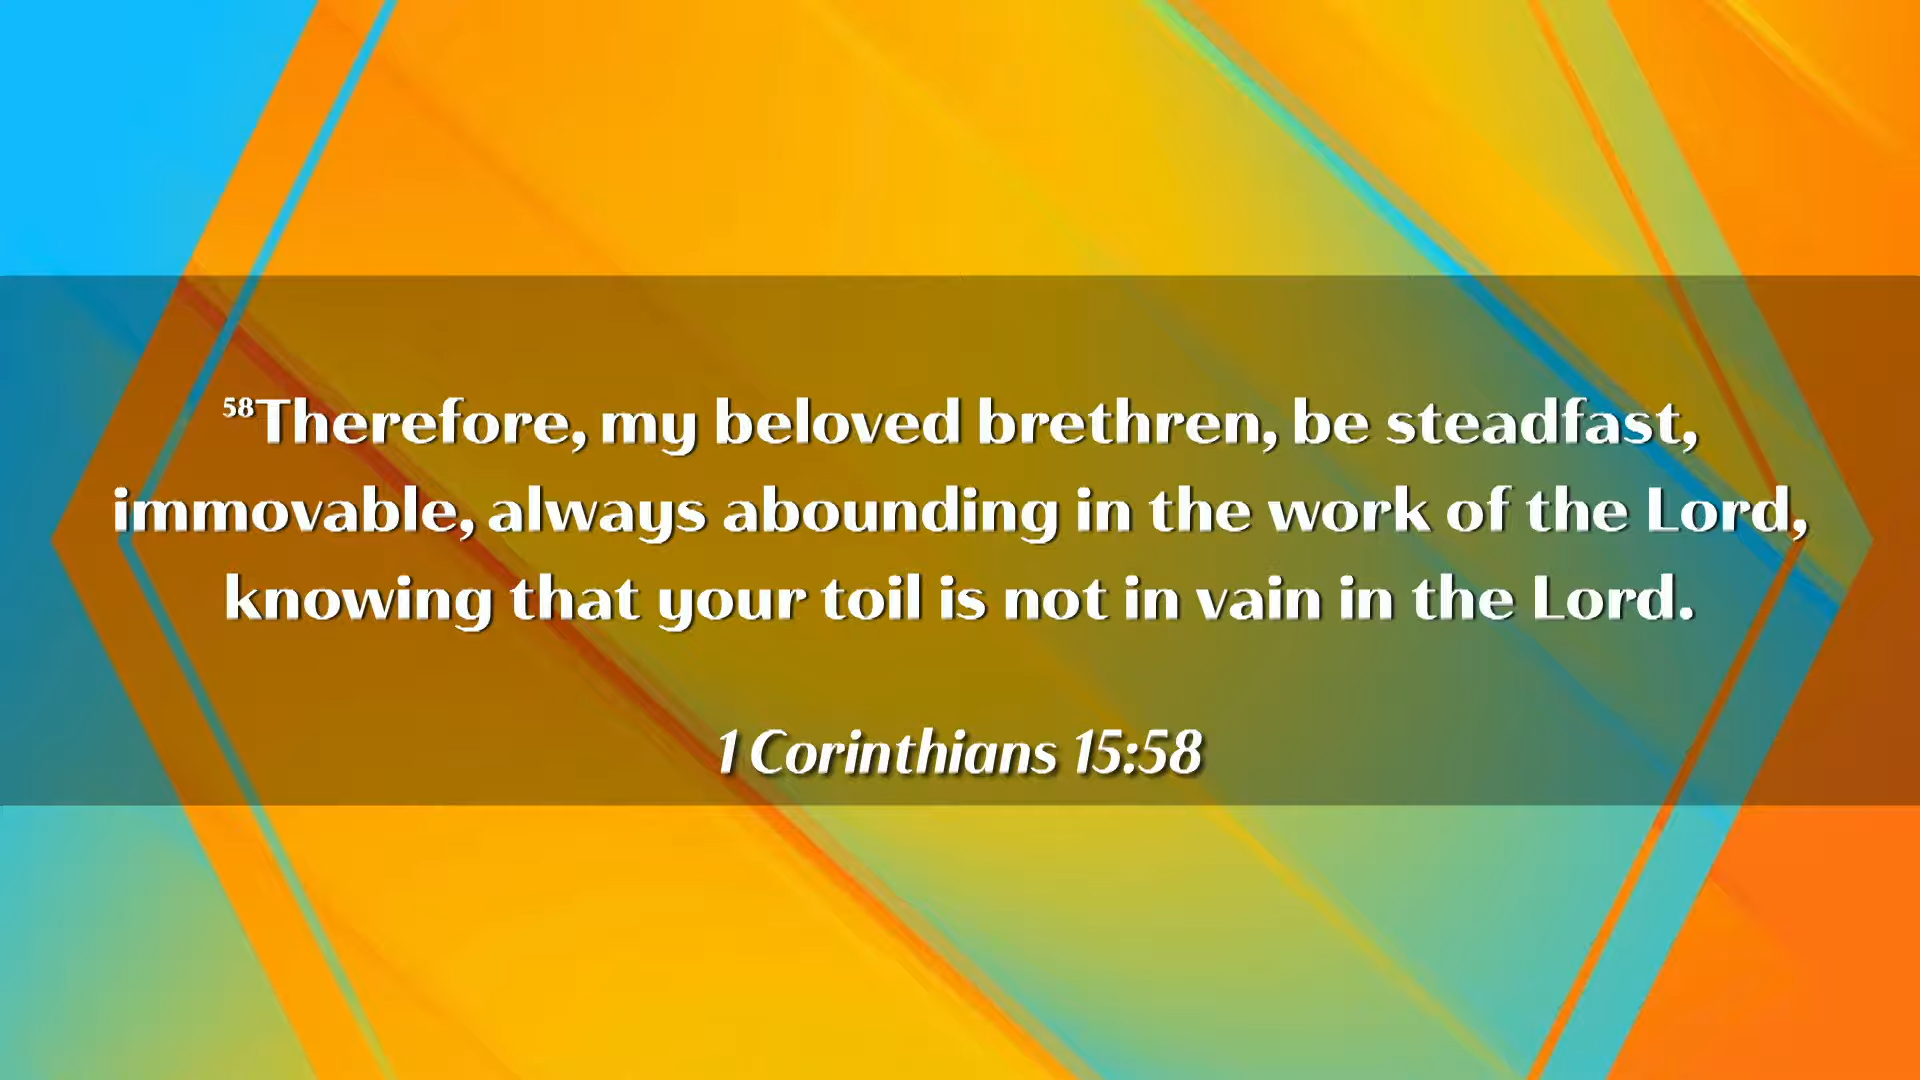 58Therefore, my beloved brethren, be steadfast,
immovable, always abounding in the work of the Lord,
knowing that your toil is not in vain in the Lord.
1 Corinthians 15:58